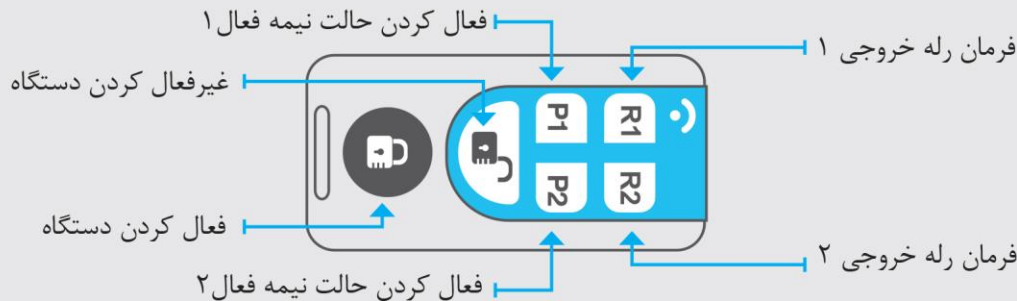 فعال کردن حالت نیمه فعال۱
فرمان رله خروجی ۱
غیرفعال کردن دستگاه
P1
R1
P2
R2
فعال کردن دستگاه
فرمان رله خروجی ۲
فعال کردن حالت نیمه فعال۲